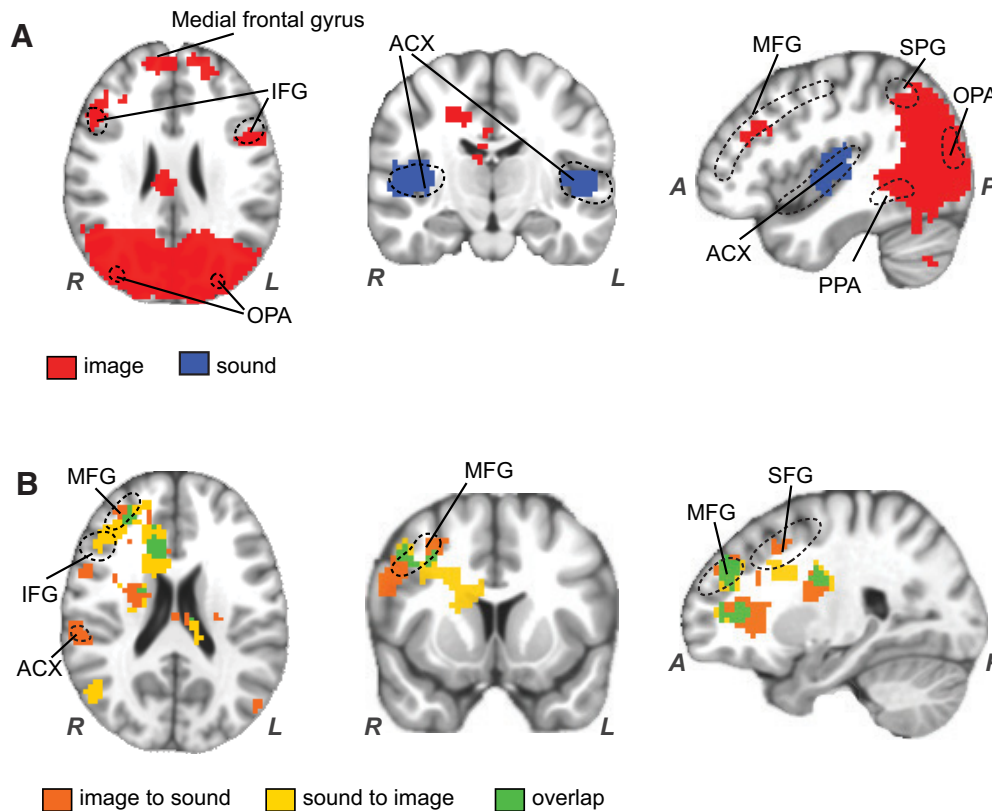 A
Medial frontal gyrus
IFG
R
L
OPA
ACX
R
L
MFG
SPG
OPA
A
P
ACX
PPA
image
sound
B
MFG
IFG
ACX
R
L
MFG
R
L
SFG
MFG
A
P
image to sound
sound to image
overlap